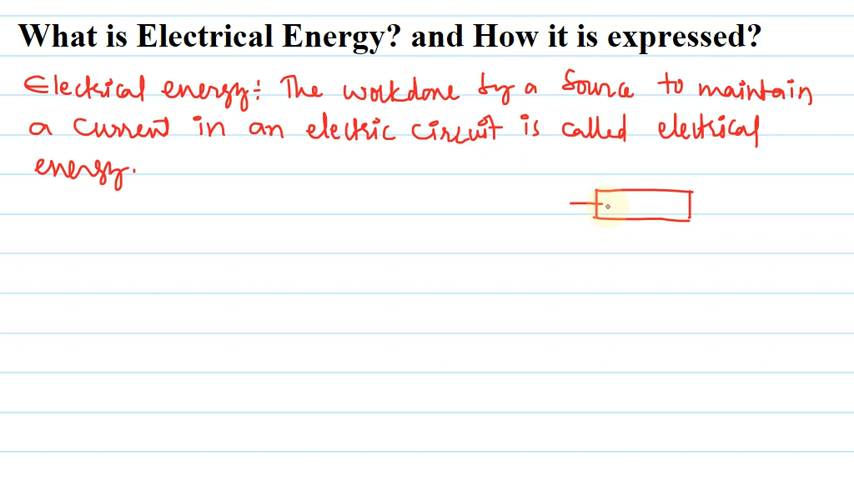 What is Electrical Energy? and How it is expressed?
Electrical energy:- The workdone by a source to maintain
a current in an electric circuit is called electrical
energy.